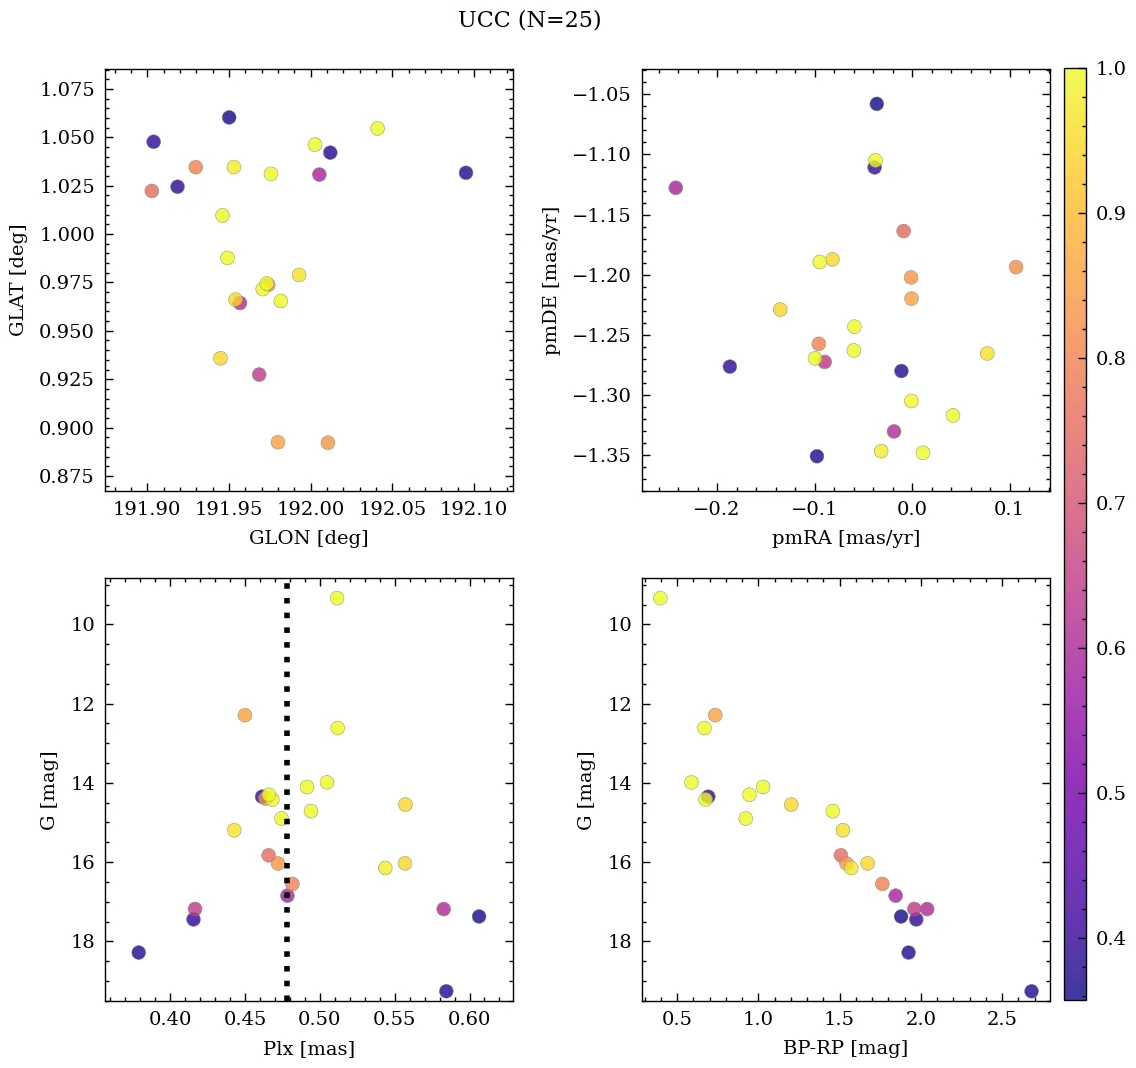 UCC (N=25)
1.075
1.050
1.025
1.000
0.975
0.950
0.925
0.900
0.875
GLAT [deg]
191.90 191.95 192.00 192.05 192.10
GLON [deg]
−1.05
−1.10
−1.15
−1.20
−1.25
−1.30
−1.35
pmDE [mas/yr]
−0.2 −0.1 0.0 0.1
pmRA [mas/yr]
10
12
14
16
18
G [mag]
0.40 0.45 0.50 0.55 0.60
Plx [mas]
10
12
14
16
18
G [mag]
0.5 1.0 1.5 2.0 2.5
BP-RP [mag]
1.0
0.9
0.8
0.7
0.6
0.5
0.4